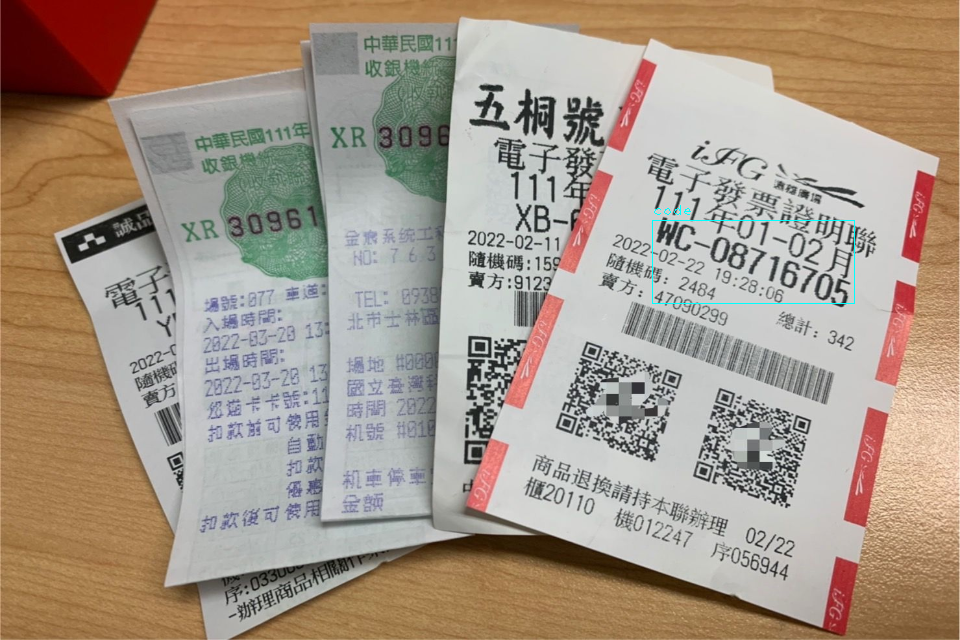 誠品
電子
111
2022-0
隨機碼
賣方
序:03300
-辦理商品相關
中華民國111年
收銀機
XR 30961
場號:077 車道:
入場時間:
2022-03-20 13:
出場時間:
2022-03-20 13
悠遊卡卡號:11
扣款前可使用
自動
扣款
優惠
扣款後可使用
中華民國111
收銀機
XR 3096
NO: 7 6 3
TEL: 0938
北市士林區
場地 #000
國立臺灣
時間 2022
机號 #010
机車停車
金額
五桐號
電子發
111年
XB-
2022-02-11
隨機碼:159
賣方:9123
iFG
遠雄廣場
電子發票證明聯
111年01-02月
code
WC-08716705
2022-02-22 19:28:06
隨機碼: 2484
總計: 342
賣方: 47090299
商品退換請持本聯辦理
櫃20110 機012247 序056944
02/22